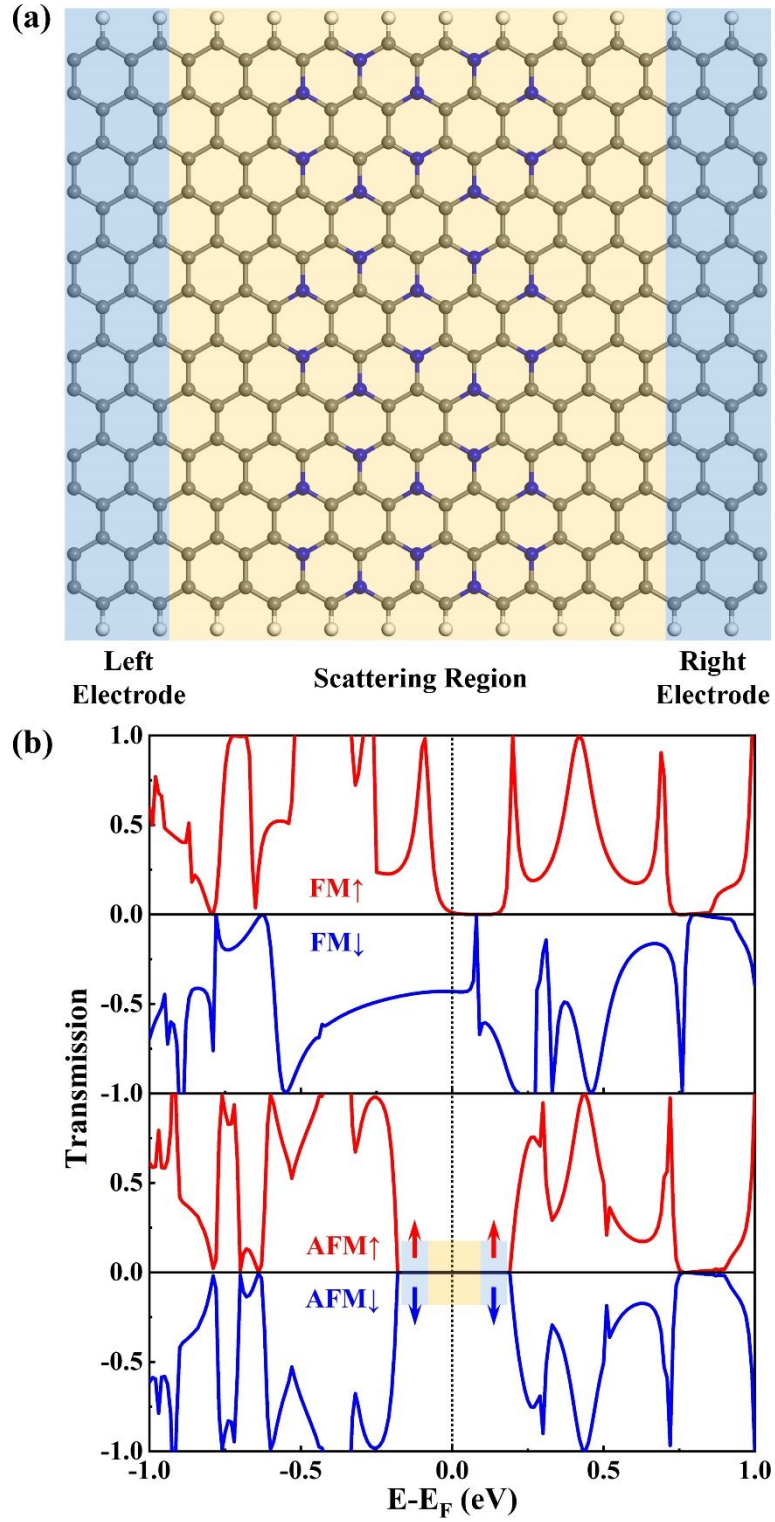 (a)
Left
Electrode
Scattering Region
Right
Electrode
(b)
Transmission
1.0
0.5
0.0
-0.5
-1.0
0.5
0.0
-0.5
-1.0
FM↑
FM↓
AFM↑
AFM↓
-1.0 -0.5 0.0 0.5 1.0
E-E_F (eV)